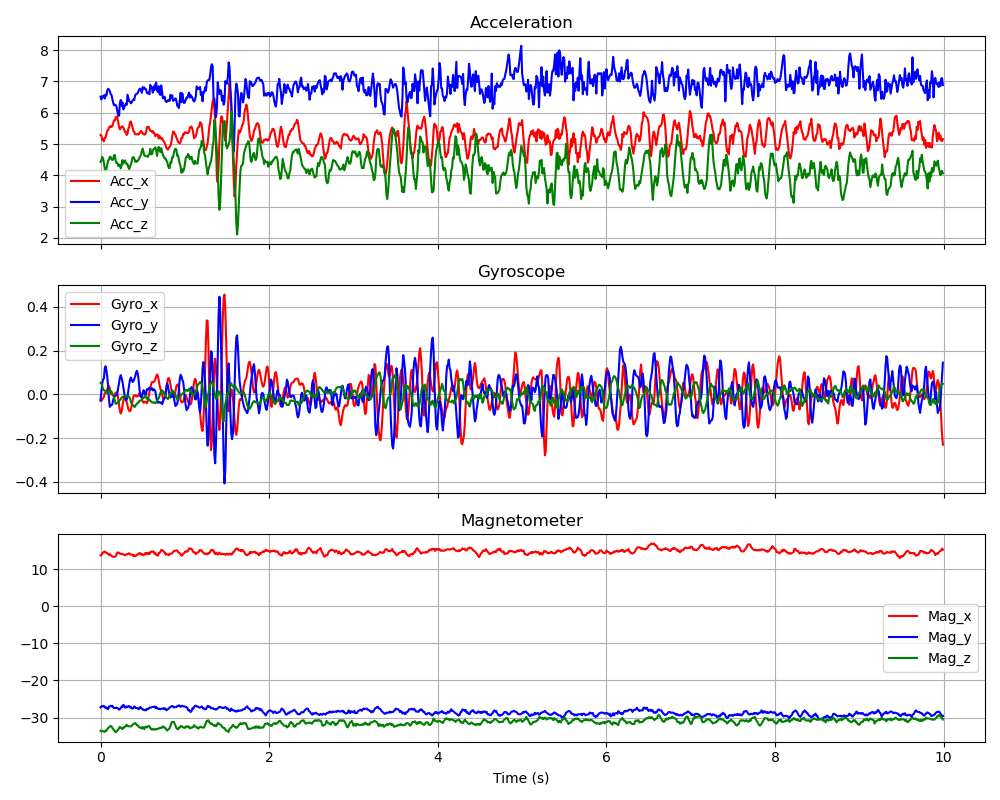 Acceleration
8
7
6
5
4
3
2
Acc_x
Acc_y
Acc_z
Gyroscope
0.4
0.2
0.0
−0.2
−0.4
Gyro_x
Gyro_y
Gyro_z
Magnetometer
10
0
−10
−20
−30
Mag_x
Mag_y
Mag_z
0 2 4 6 8 10
Time (s)